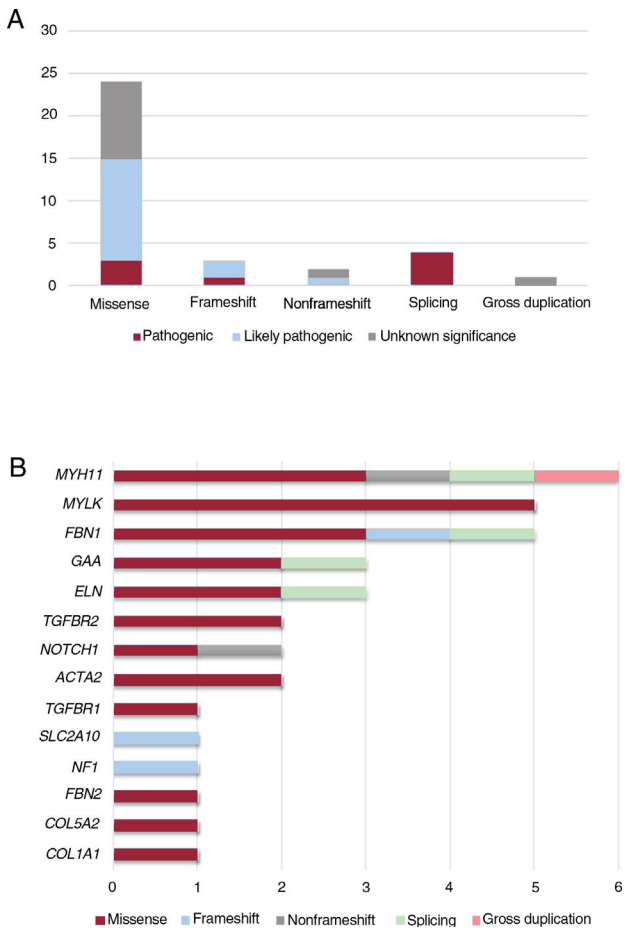 A
30
25
20
15
10
5
0
Missense Frameshift Nonframeshift Splicing Gross duplication
Pathogenic Likely pathogenic Unknown significance
B
MYH11
MYLK
FBN1
GAA
ELN
TGFBR2
NOTCH1
ACTA2
TGFBR1
SLC2A10
NF1
FBN2
COL5A2
COL1A1
0 1 2 3 4 5 6
Missense Frameshift Nonframeshift Splicing Gross duplication